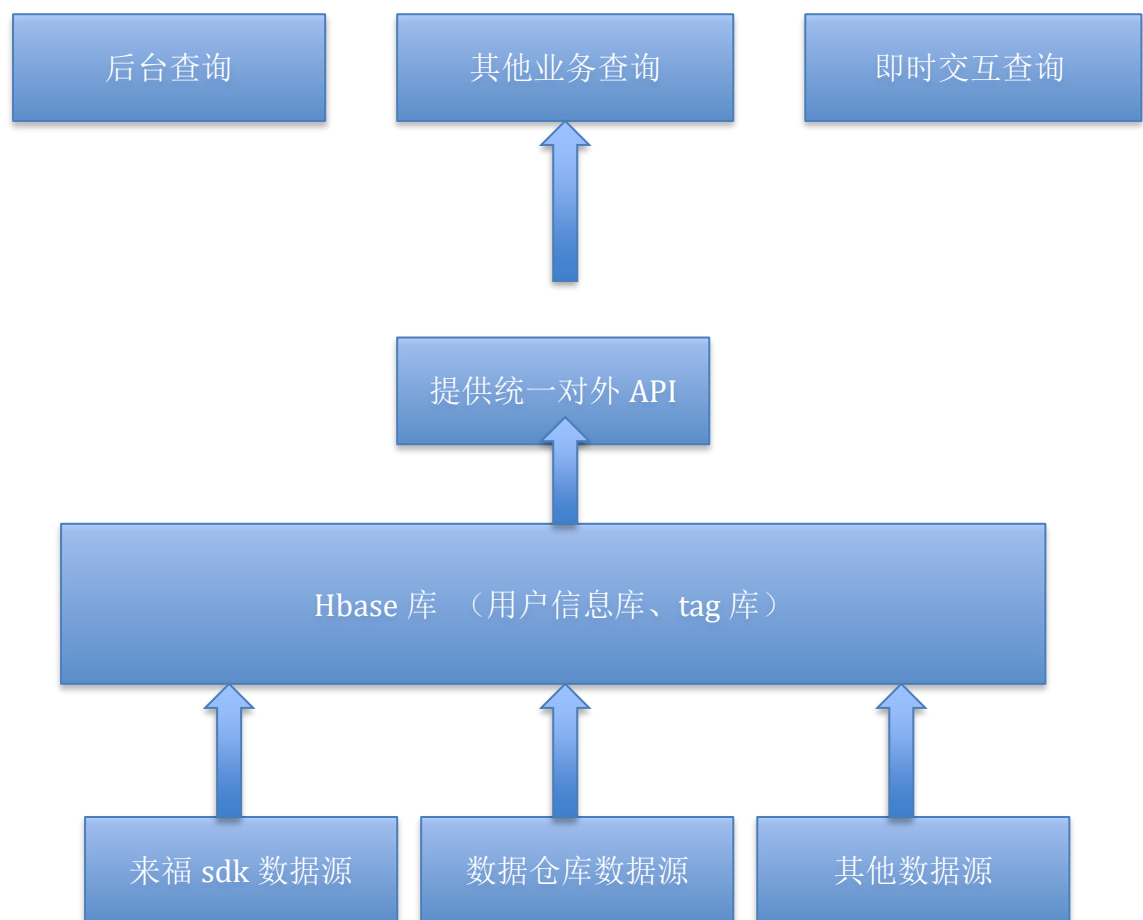 后台查询
其他业务查询
即时交互查询
提供统一对外 API
Hbase 库 （用户信息库、tag 库）
来福 sdk 数据源
数据仓库数据源
其他数据源